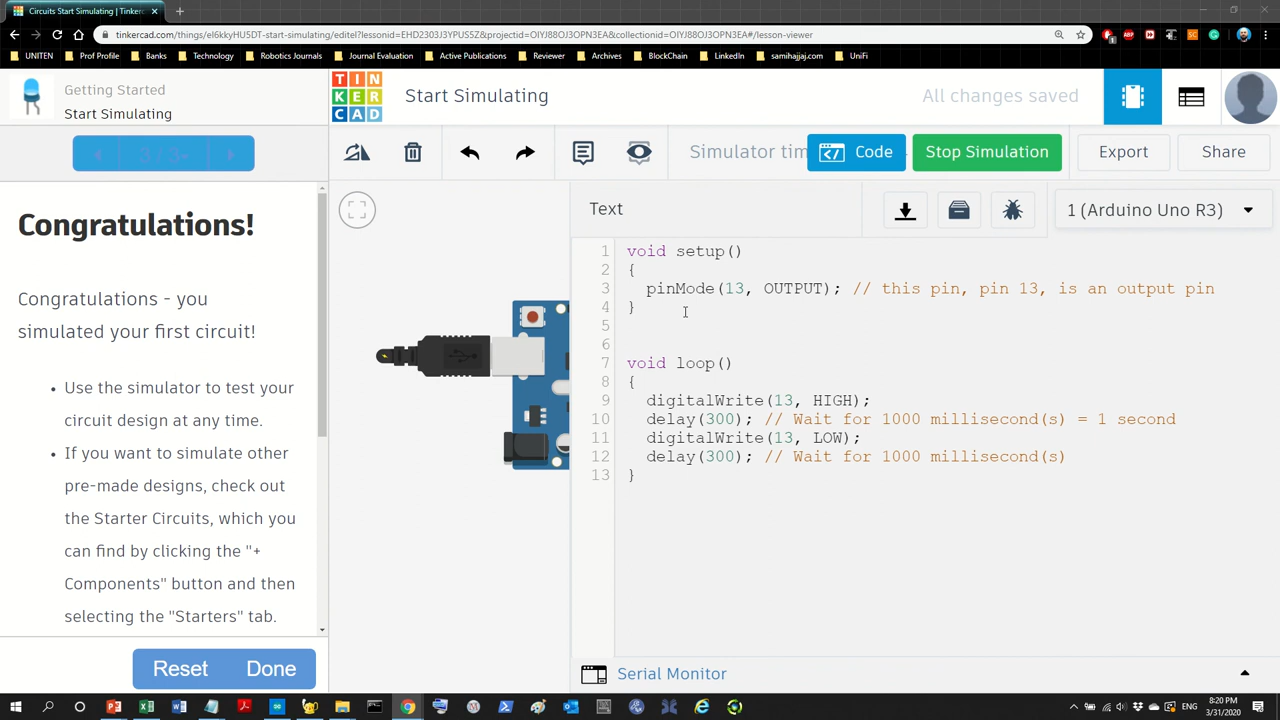 Circuits Start Simulating | Tinker
tinkercad.com/things/el6kkyHU5DT-start-simulating/editel?lessonid=EHD2303J3YPUS5Z&projectid=OIYJ88OJ3OPN3EA&collectionid=OIYJ88OJ3OPN3EA#/lesson-viewer
UNITEN Prof Profile Banks Technology Robotics Journals Journal Evaluation Active Publications Reviewer Archives BlockChain LinkedIn samihajjaj.com UniFi
Getting Started
Start Simulating
3 / 3
TINKERCAD
Start Simulating
All changes saved
Simulator tim
Code
Stop Simulation
Export
Share
Congratulations!
Congratulations - you
simulated your first circuit!
• Use the simulator to test your
circuit design at any time.
• If you want to simulate other
pre-made designs, check out
the Starter Circuits, which you
can find by clicking the "+
Components" button and then
selecting the "Starters" tab.
Reset Done
Text
1 (Arduino Uno R3)
1 void setup()
2 {
3 pinMode(13, OUTPUT); // this pin, pin 13, is an output pin
4 }
5
6
7 void loop()
8 {
9 digitalWrite(13, HIGH);
10 delay(300); // Wait for 1000 millisecond(s) = 1 second
11 digitalWrite(13, LOW);
12 delay(300); // Wait for 1000 millisecond(s)
13 }
Serial Monitor
8:20 PM
3/31/2020